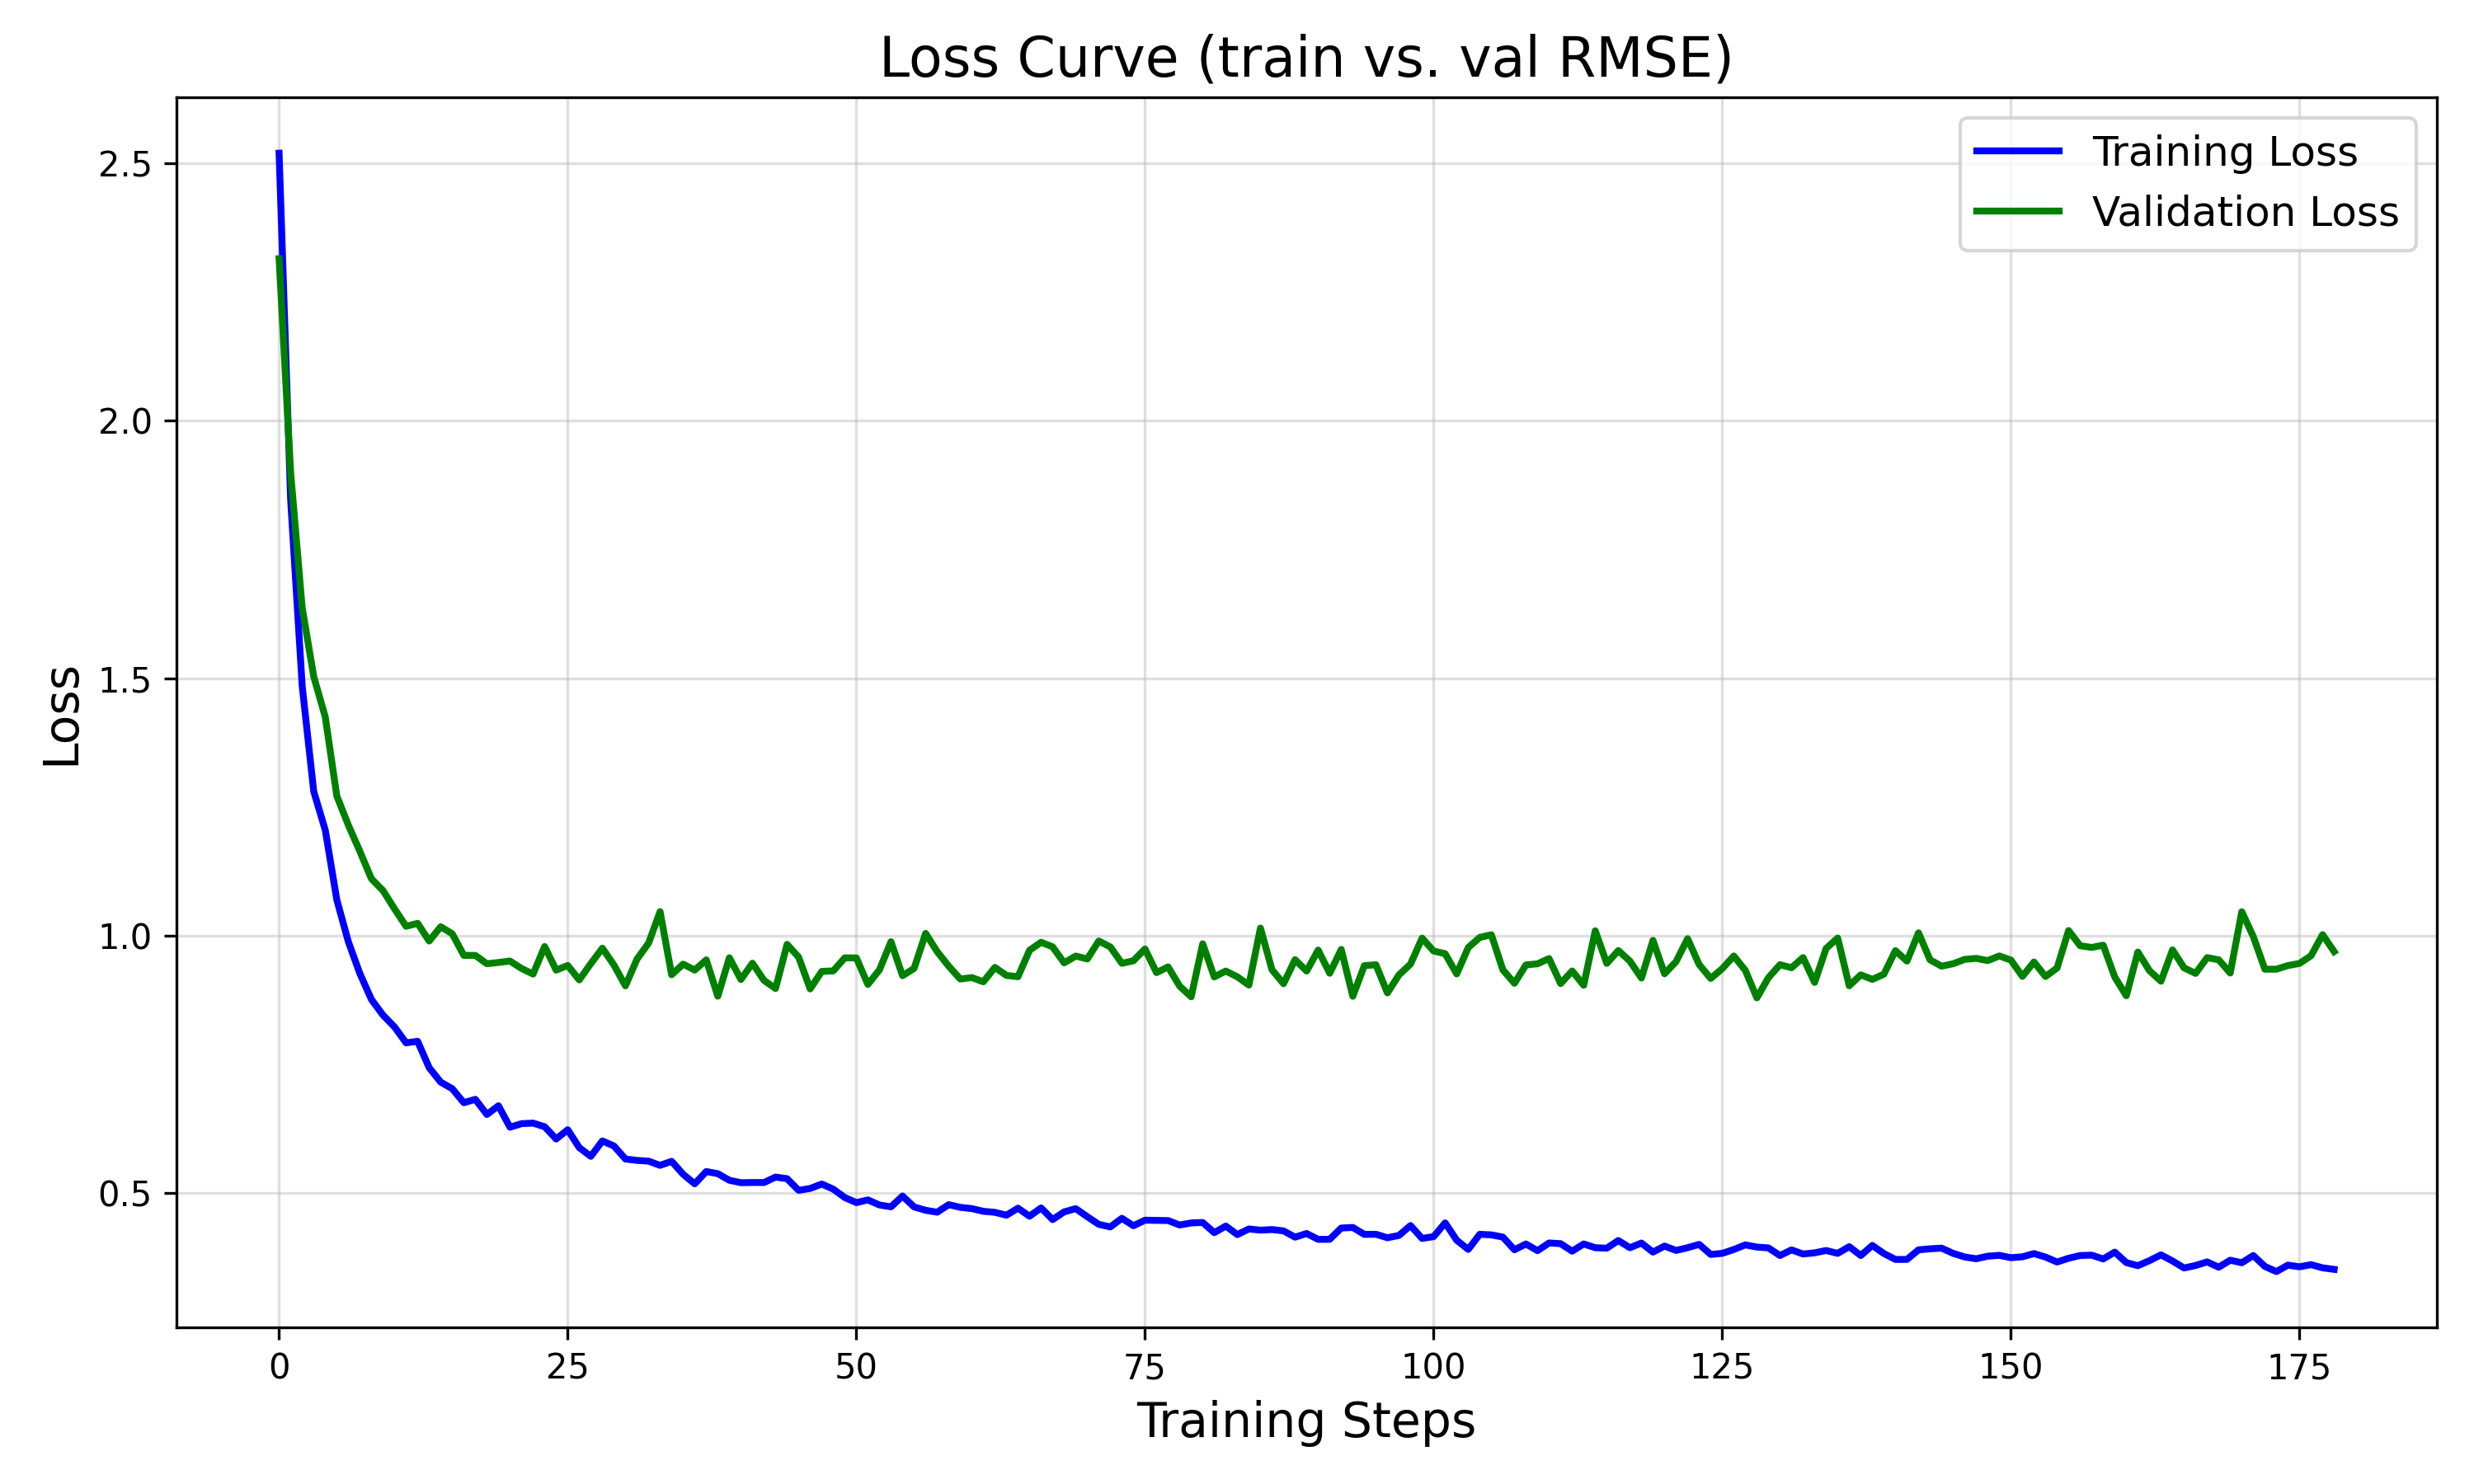 Loss Curve (train vs. val RMSE)
Training Loss
Validation Loss
2.5
2.0
1.5
1.0
0.5
Loss
0 25 50 75 100 125 150 175
Training Steps